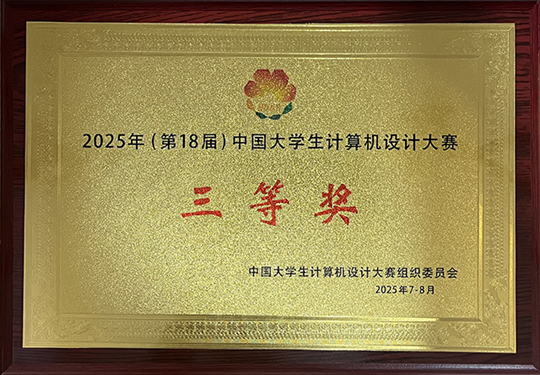 2025年(第18届)中国大学生计算机设计大赛
三等奖
中国大学生计算机设计大赛组织委员会
2025年7-8月